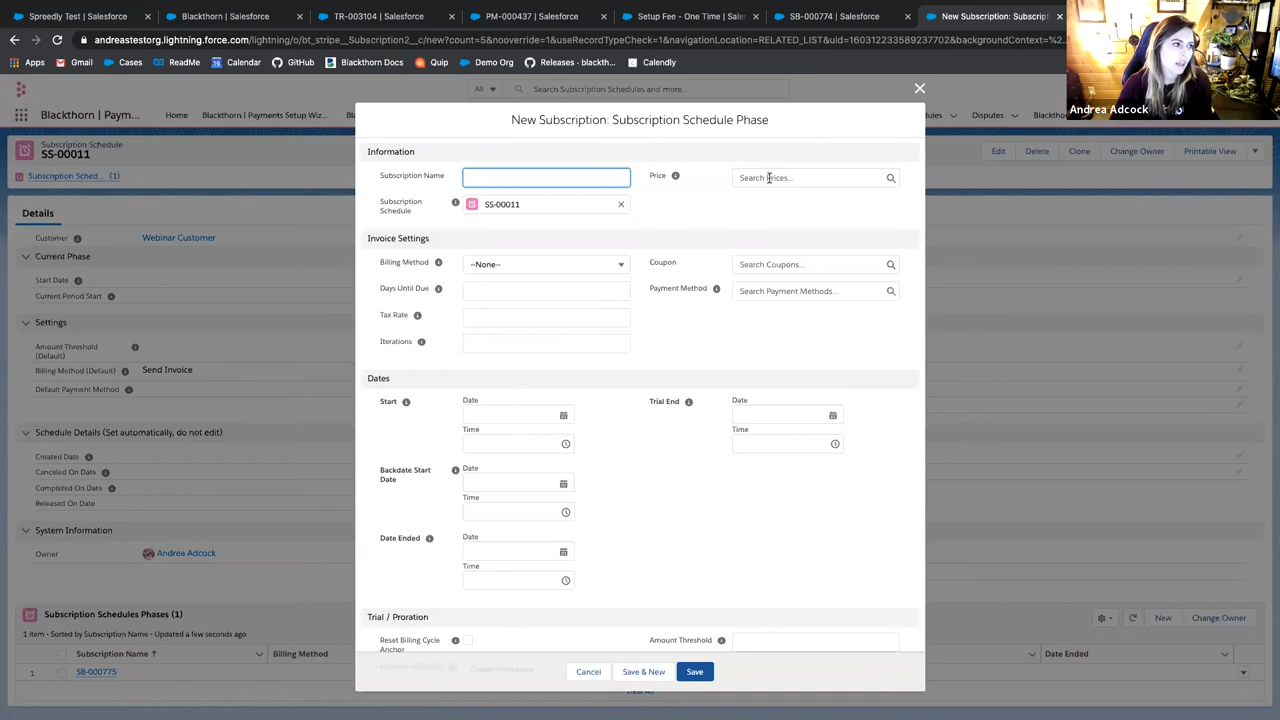 Spreedly Test | Salesforce
Blackthorn | Salesforce
TR-003104 | Salesforce
PM-000437 | Salesforce
Setup Fee - One Time | Salesfo
SB-000774 | Salesforce
New Subscription: Subscript
andreastestorg.lightning.force.com/lightning/o/bt_stripe__Subscription2__c/new?count=5&override=1&useRecordTypeCheck=1&navigationLocation=RELATED_LIST&uid=160312233589237702&backgroundContext=%2...
Apps Gmail Cases ReadMe Calendar GitHub Blackthorn Docs Quip Demo Org Releases · blackth... Calendly
Andrea Adcock
All Search Subscription Schedules and more...
Blackthorn | Paym... Home Blackthorn | Payments Setup Wiz... Disputes
Subscription Schedule
SS-00011
Edit Delete Clone Change Owner Printable View
Subscription Sched... (1)
Details
Customer Webinar Customer
Current Phase
Start Date
Current Period Start
Settings
Amount Threshold (Default)
Billing Method (Default) Send Invoice
Default Payment Method
Schedule Details (Set automatically, do not edit)
Created Date
Canceled On Date
Completed On Date
Released On Date
System Information
Owner Andrea Adcock
Subscription Schedules Phases (1)
New Change Owner
1 item • Sorted by Subscription Name • Updated a few seconds ago
Subscription Name Billing Method Date Ended
1 SB-000775
View All
New Subscription: Subscription Schedule Phase
Information
Subscription Name
Price Search Prices...
Subscription Schedule SS-00011
Invoice Settings
Billing Method --None--
Coupon Search Coupons...
Days Until Due
Payment Method Search Payment Methods...
Tax Rate
Iterations
Dates
Start Date
Time
Trial End Date
Time
Backdate Start Date Date
Time
Date Ended Date
Time
Trial / Proration
Reset Billing Cycle Anchor
Amount Threshold
Cancel Save & New Save